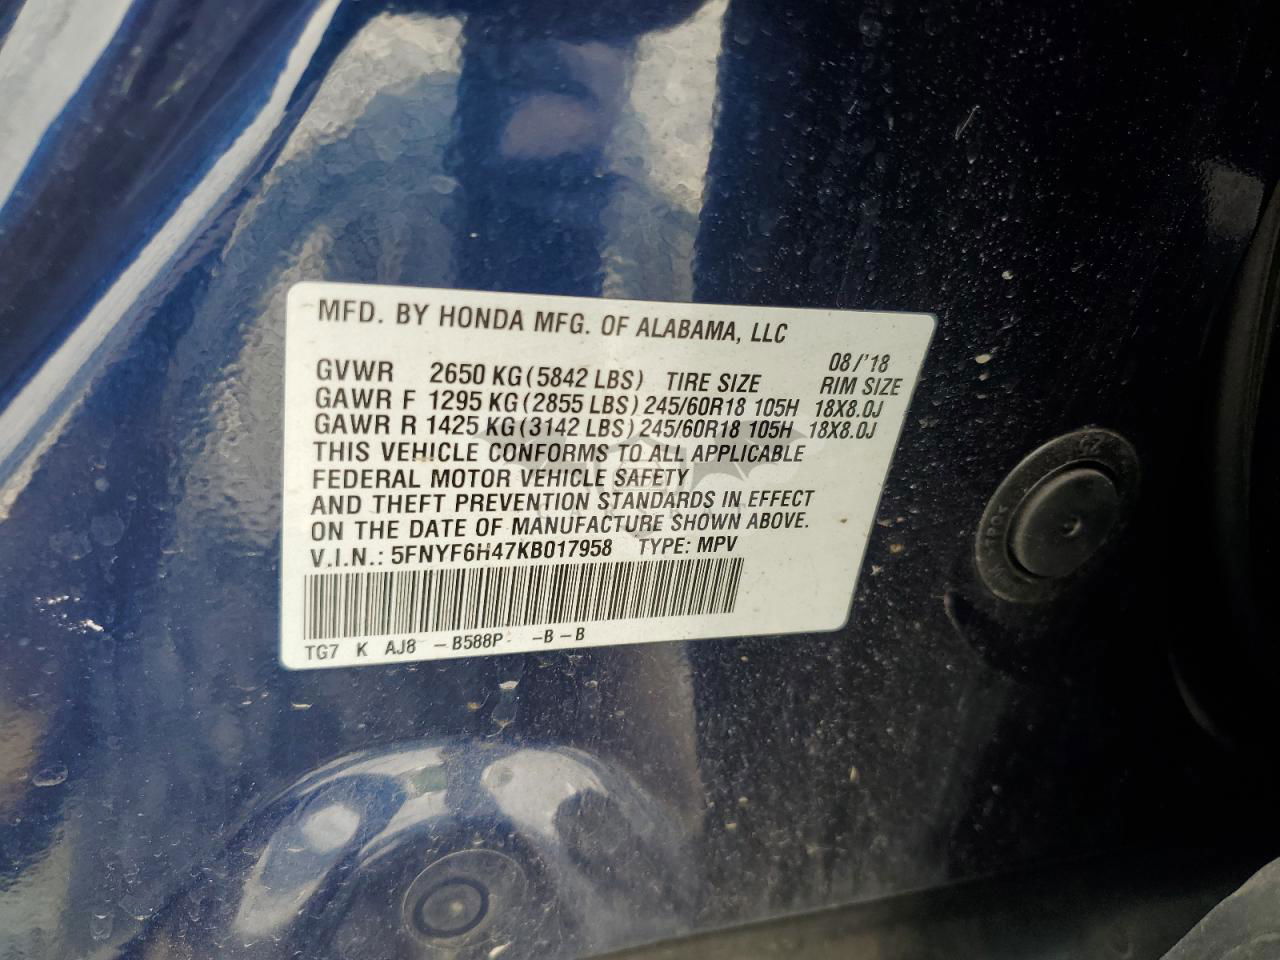 MFD. BY HONDA MFG. OF ALABAMA, LLC
08/'18
GVWR 2650 KG (5842 LBS) TIRE SIZE RIM SIZE
GAWR F 1295 KG (2855 LBS) 245/60R18 105H 18X8.0J
GAWR R 1425 KG (3142 LBS) 245/60R18 105H 18X8.0J
THIS VEHICLE CONFORMS TO ALL APPLICABLE
FEDERAL MOTOR VEHICLE SAFETY
AND THEFT PREVENTION STANDARDS IN EFFECT
ON THE DATE OF MANUFACTURE SHOWN ABOVE.
V.I.N.: 5FNYF6H47KB017958 TYPE: MPV
TG7 K AJ8 - B588P -B - B